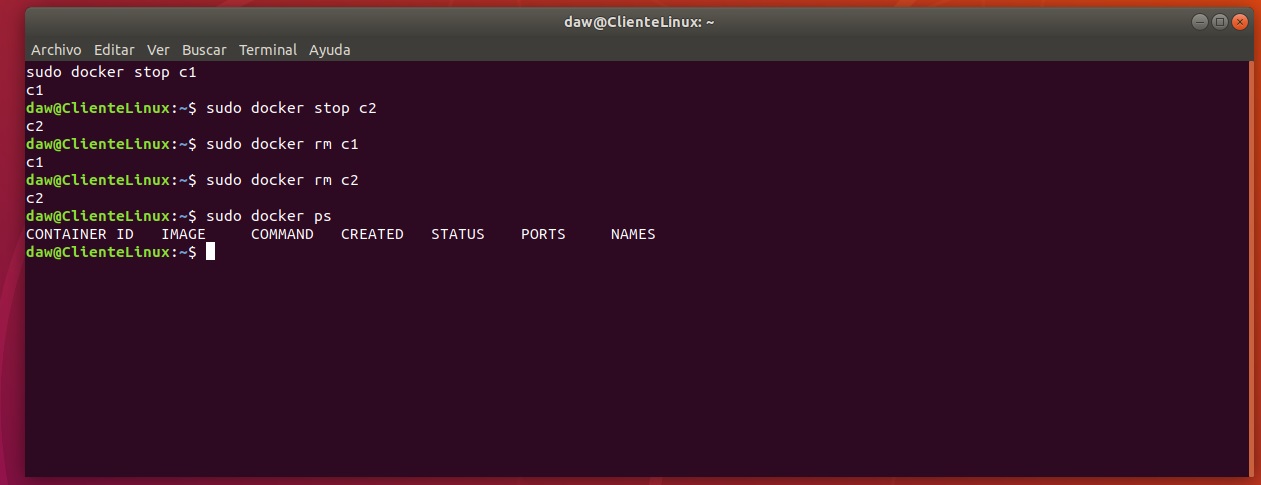 daw@ClienteLinux: ~
Archivo Editar Ver Buscar Terminal Ayuda
sudo docker stop c1
c1
daw@ClienteLinux:~$ sudo docker stop c2
c2
daw@ClienteLinux:~$ sudo docker rm c1
c1
daw@ClienteLinux:~$ sudo docker rm c2
c2
daw@ClienteLinux:~$ sudo docker ps
CONTAINER ID   IMAGE     COMMAND   CREATED   STATUS    PORTS     NAMES
daw@ClienteLinux:~$